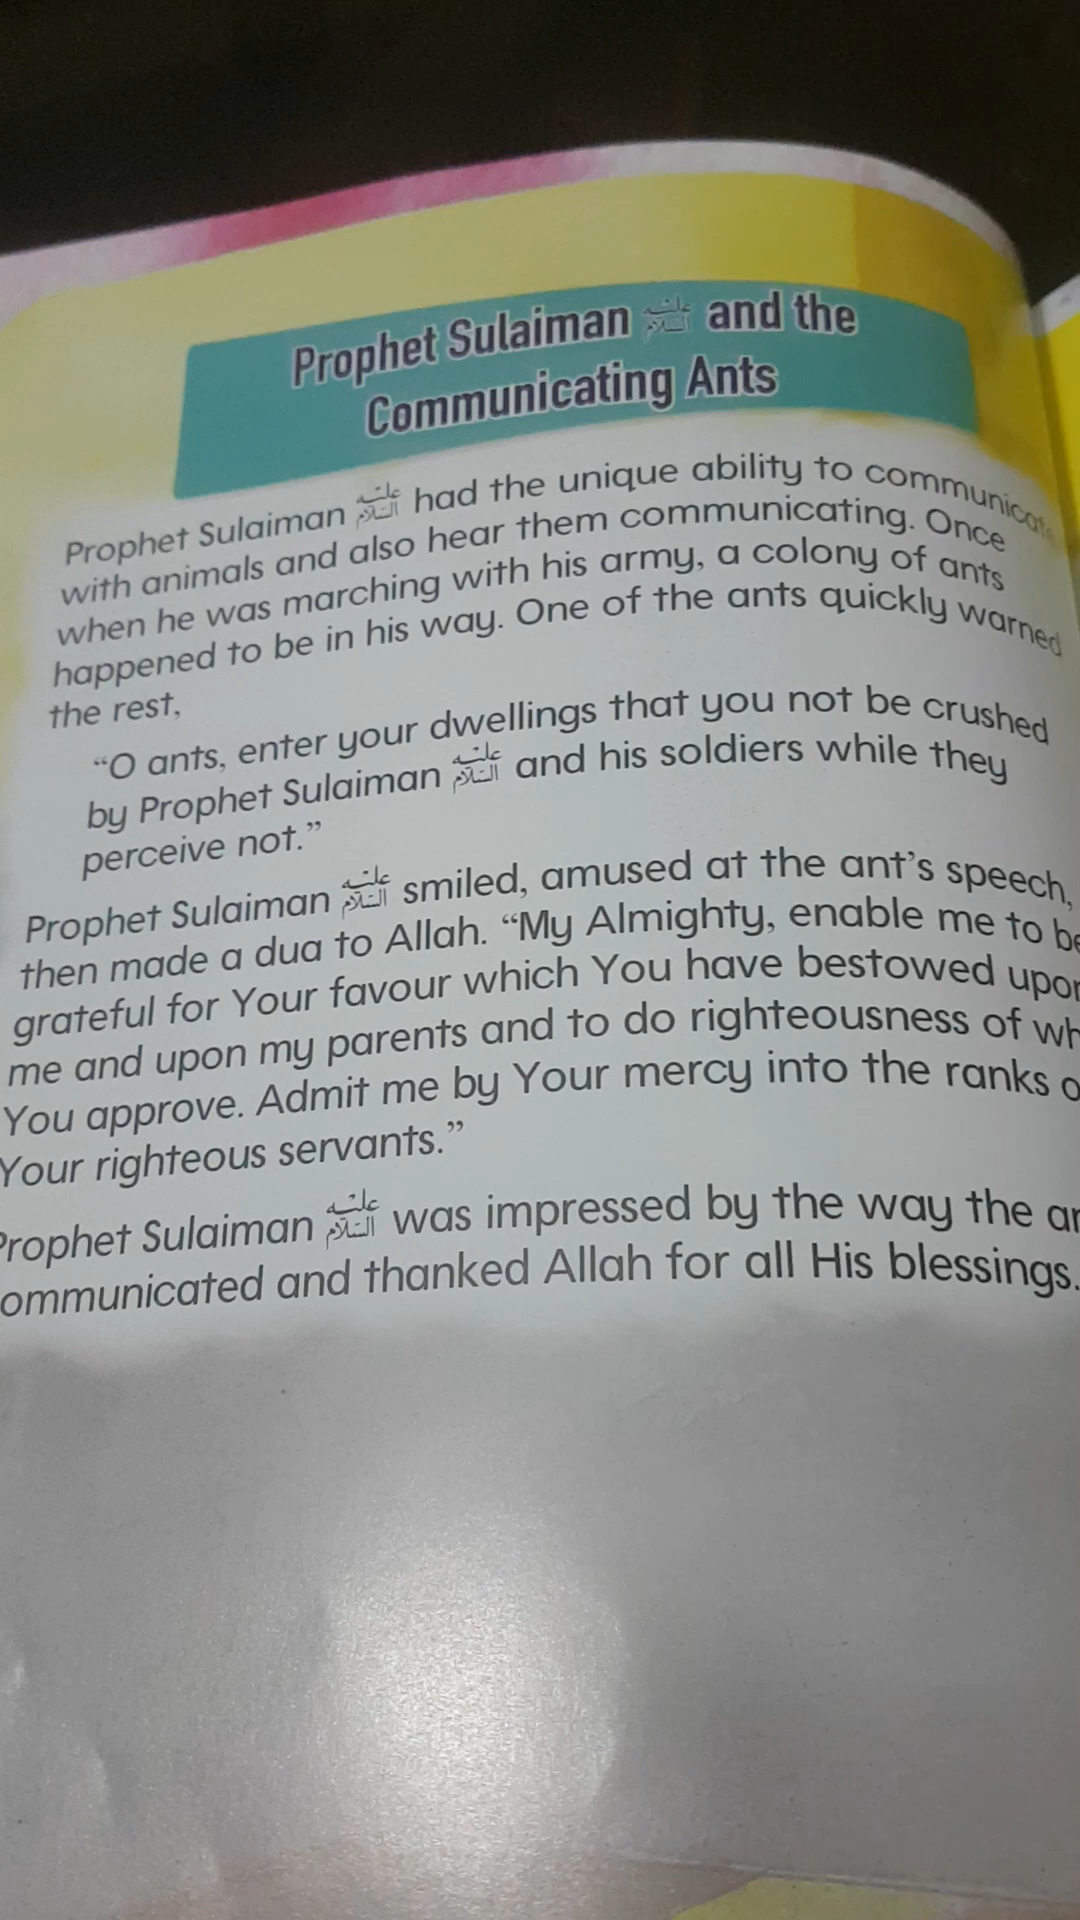 Prophet Sulaiman عليه السلام and the
Communicating Ants
Prophet Sulaiman عليه السلام had the unique ability to communicate
with animals and also hear them communicating. Once
when he was marching with his army, a colony of ants
happened to be in his way. One of the ants quickly warned
the rest,
“O ants, enter your dwellings that you not be crushed
by Prophet Sulaiman عليه السلام and his soldiers while they
perceive not.”
Prophet Sulaiman عليه السلام smiled, amused at the ant’s speech,
then made a dua to Allah. “My Almighty, enable me to be
grateful for Your favour which You have bestowed upon
me and upon my parents and to do righteousness of wh
You approve. Admit me by Your mercy into the ranks o
Your righteous servants.”
Prophet Sulaiman عليه السلام was impressed by the way the an
ommunicated and thanked Allah for all His blessings.